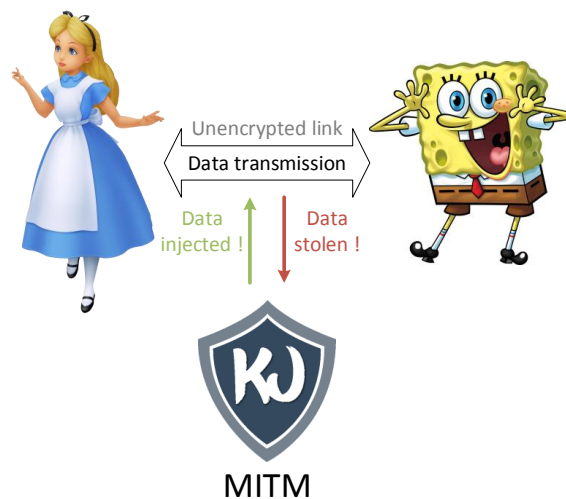 Unencrypted link
Data transmission
Data
injected !
Data
stolen !
KJ
MITM